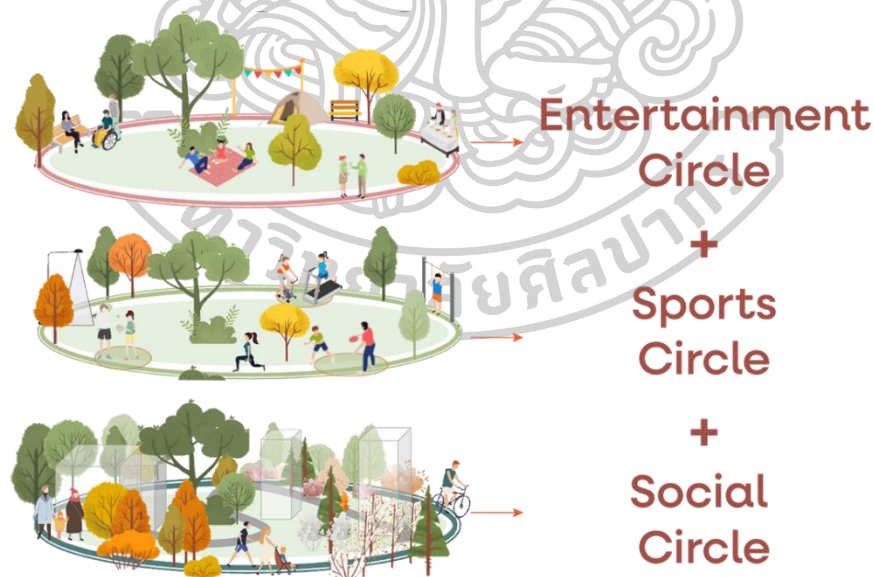 Entertainment
Circle
+
Sports
Circle
+
Social
Circle